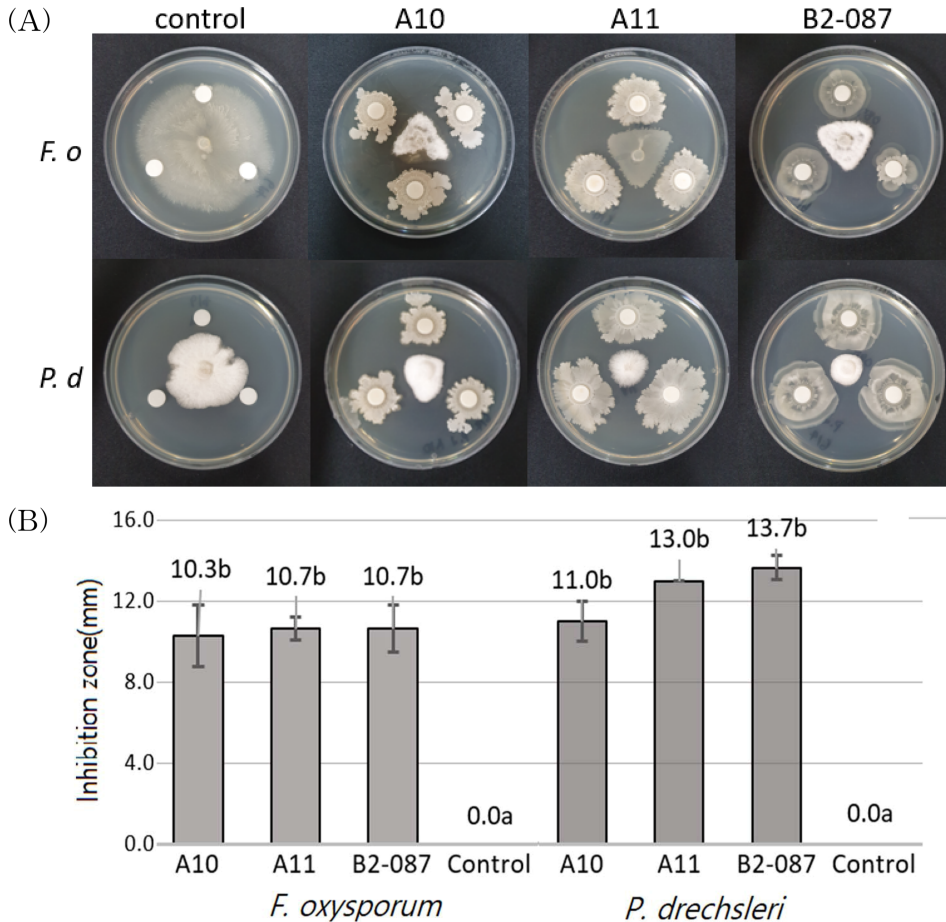 (A)
control A10 A11 B2-087
F. o
P. d
(B)
16.0
12.0
8.0
4.0
0.0
Inhibition zone(mm)
10.3b 10.7b 10.7b 0.0a 11.0b 13.0b 13.7b 0.0a
A10 A11 B2-087 Control A10 A11 B2-087 Control
F. oxysporum P. drechsleri